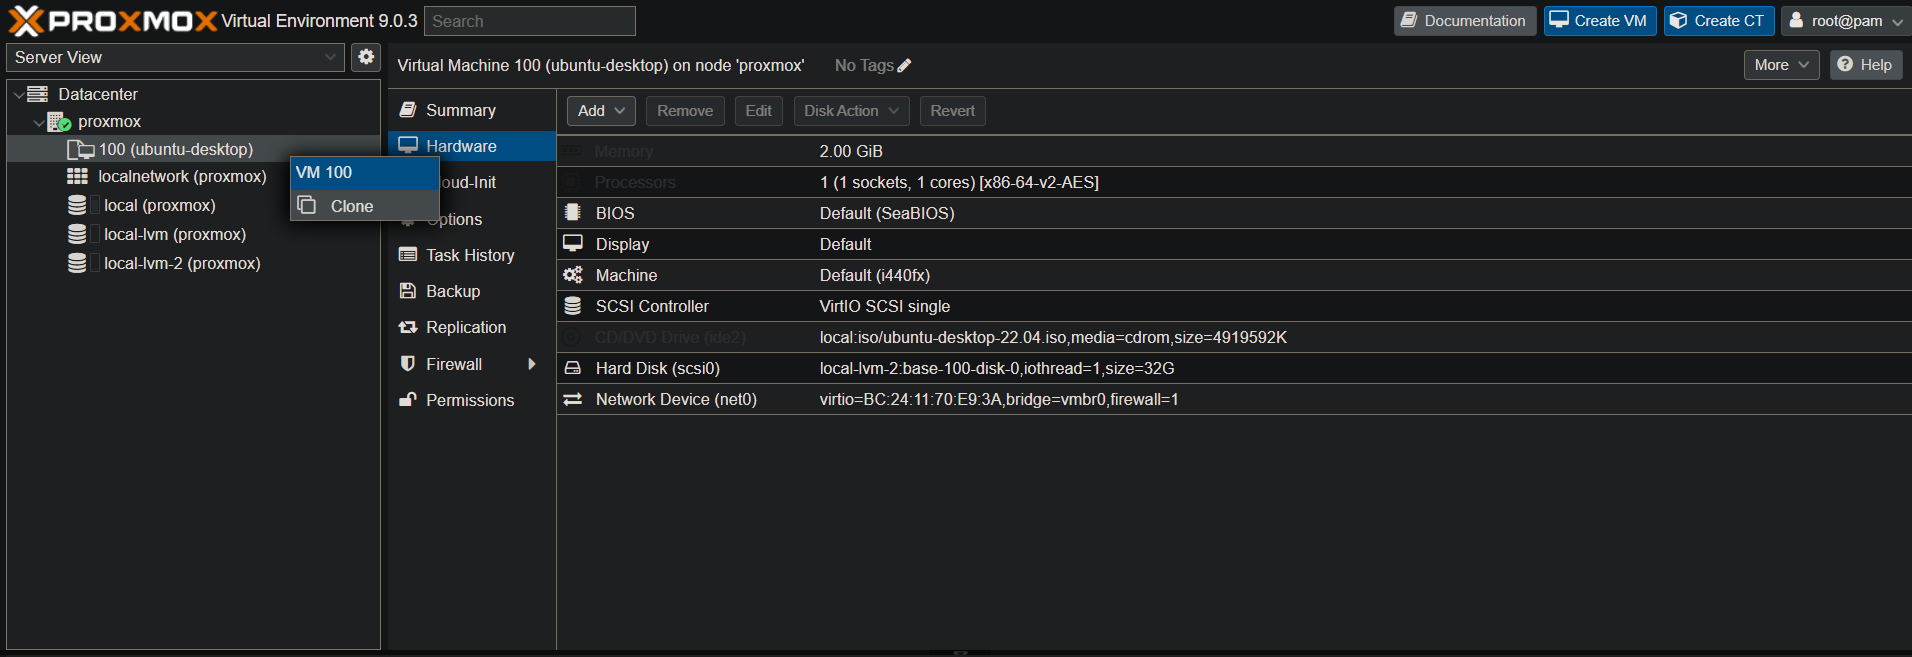 PROXMOX Virtual Environment 9.0.3 Search Documentation Create VM Create CT root@pam
Server View
Virtual Machine 100 (ubuntu-desktop) on node 'proxmox' No Tags More Help
Datacenter
proxmox
100 (ubuntu-desktop)
localnetwork (proxmox)
local (proxmox)
local-lvm (proxmox)
local-lvm-2 (proxmox)
VM 100
Clone
Summary
Hardware
loud-Init
Options
Task History
Backup
Replication
Firewall
Permissions
Add Remove Edit Disk Action Revert
Memory 2.00 GiB
Processors 1 (1 sockets, 1 cores) [x86-64-v2-AES]
BIOS Default (SeaBIOS)
Display Default
Machine Default (i440fx)
SCSI Controller VirtIO SCSI single
CD/DVD Drive (ide2) local:iso/ubuntu-desktop-22.04.iso,media=cdrom,size=4919592K
Hard Disk (scsi0) local-lvm-2:base-100-disk-0,iothread=1,size=32G
Network Device (net0) virtio=BC:24:11:70:E9:3A,bridge=vmbr0,firewall=1